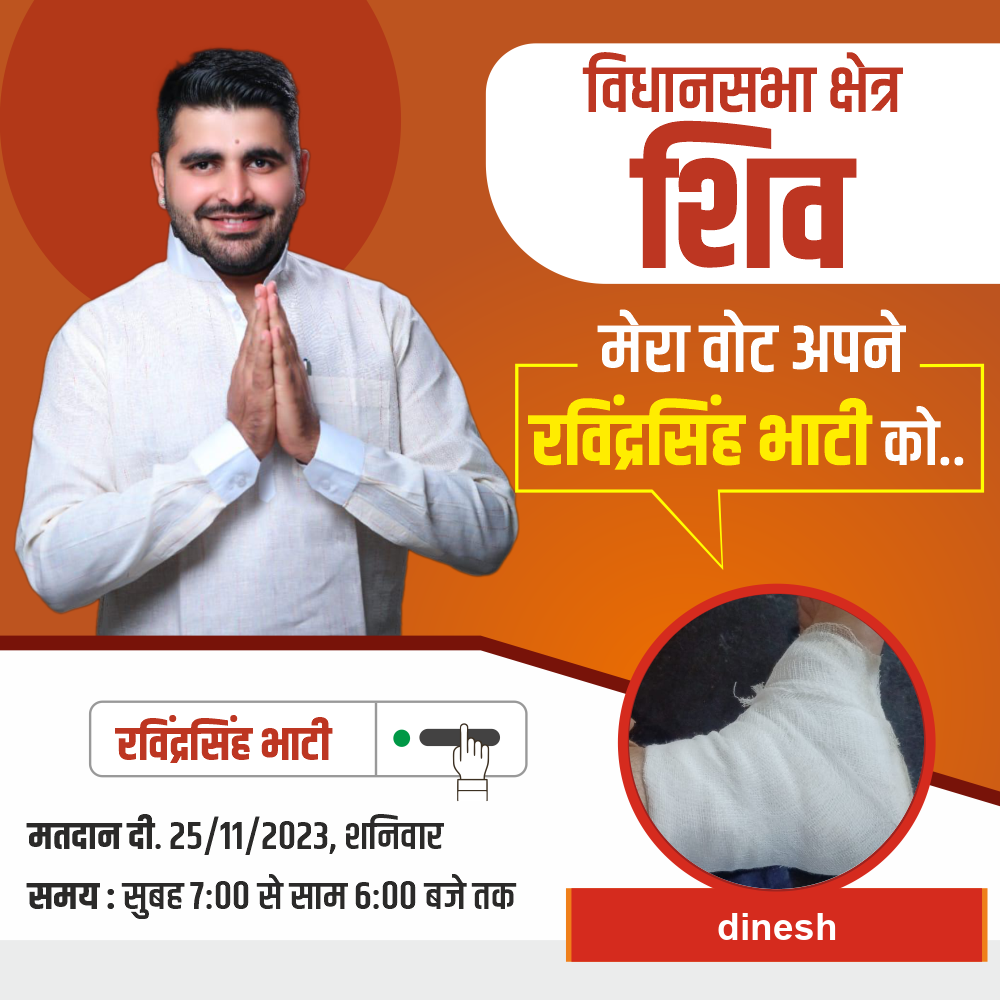 विधानसभा क्षेत्र
शिव
मेरा वोट अपने
रविंद्रसिंह भाटी को..
रविंद्रसिंह भाटी
मतदान दी. 25/11/2023, शनिवार
समय : सुबह 7:00 से साम 6:00 बजे तक
dinesh